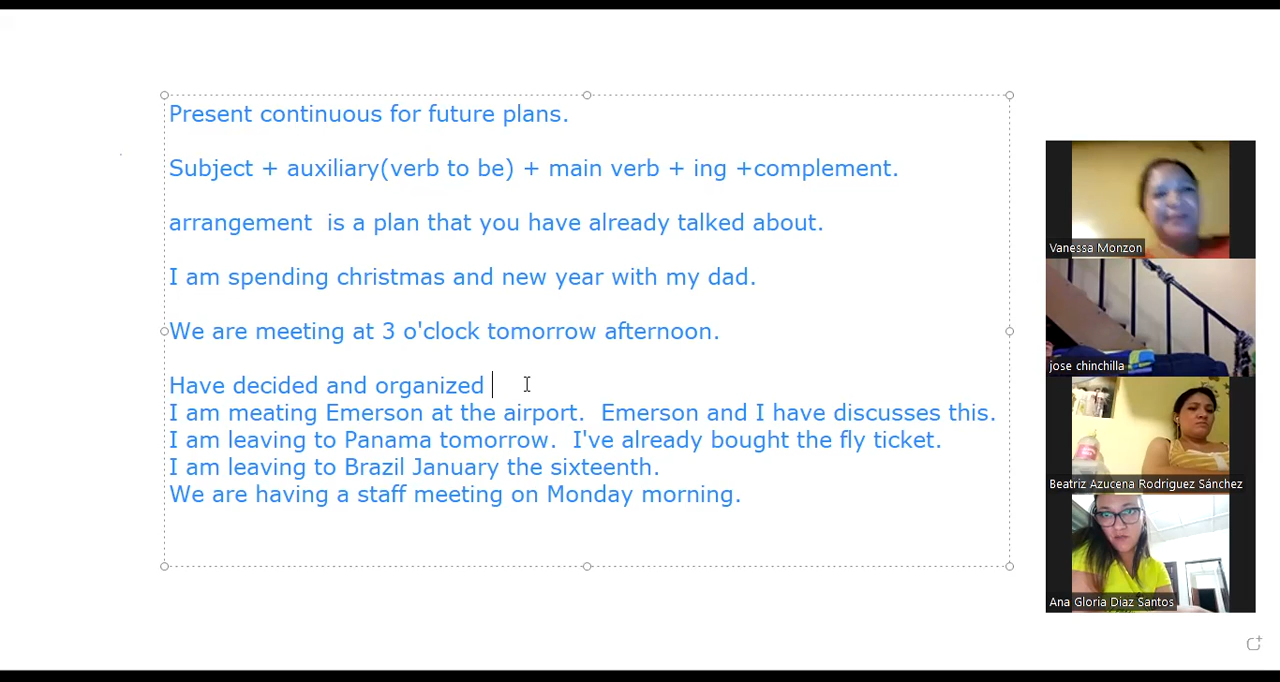 Present continuous for future plans.
Subject + auxiliary(verb to be) + main verb + ing +complement.
arrangement  is a plan that you have already talked about.
I am spending christmas and new year with my dad.
We are meeting at 3 o'clock tomorrow afternoon.
Have decided and organized
I am meating Emerson at the airport.  Emerson and I have discusses this.
I am leaving to Panama tomorrow.  I've already bought the fly ticket.
I am leaving to Brazil January the sixteenth.
We are having a staff meeting on Monday morning.
Vanessa Monzon
jose chinchilla
Beatriz Azucena Rodriguez Sánchez
Ana Gloria Diaz Santos